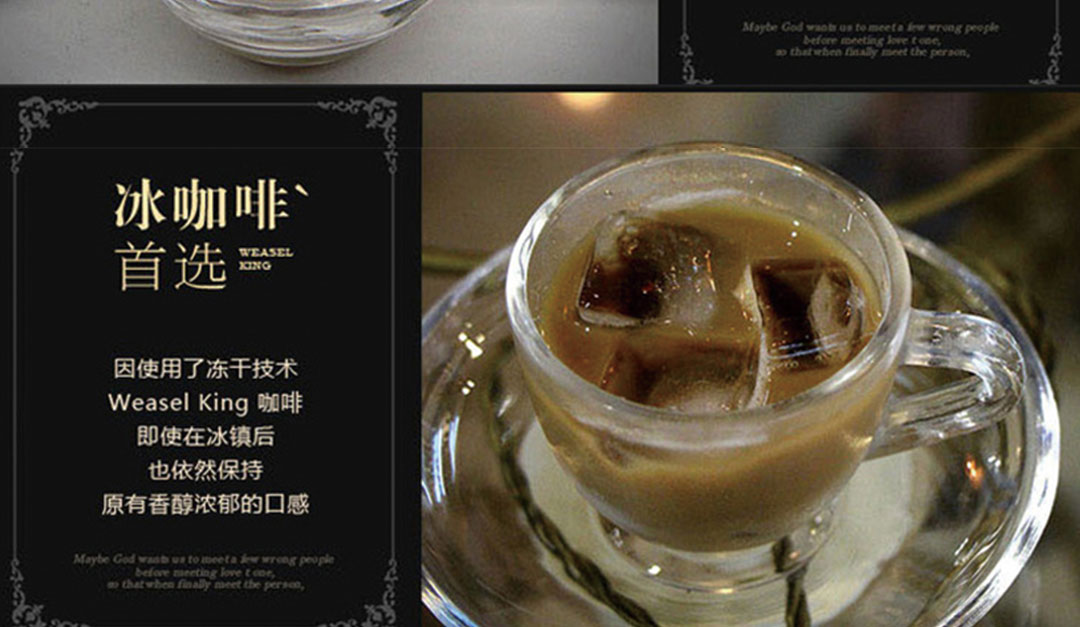 Maybe God wants us to meet a few wrong people
before meeting love t one,
so that when finally meet the person,
冰咖啡`
首选 WEASEL
KING
因使用了冻干技术
Weasel King 咖啡
即使在冰镇后
也依然保持
原有香醇浓郁的口感
Maybe God wants us to meet a few wrong people
before meeting love t one,
so that when finally meet the person,